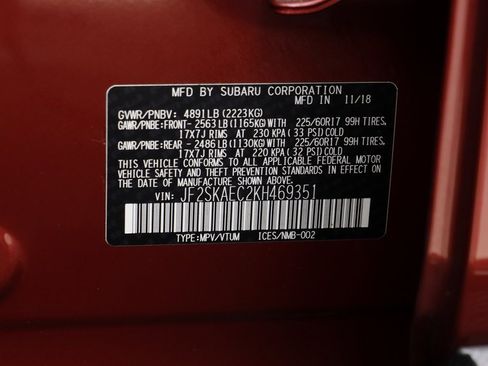 MFD BY SUBARU CORPORATION
MFD IN 11/18
GVWR/PNBV: 4891LB (2223KG)
GAWR/PNBE: FRONT- 2563LB (1165KG) WITH 225/60R17 99H TIRES,
17X7J RIMS AT 230 KPA ( 33 PSI) COLD
GAWR/PNBE: REAR - 2486LB (1130KG) WITH 225/60R17 99H TIRES,
17X7J RIMS AT 220 KPA ( 32 PSI) COLD
THIS VEHICLE CONFORMS TO ALL APPLICABLE FEDERAL MOTOR
VEHICLE SAFETY AND THEFT PREVENTION STANDARDS IN EFFECT
ON THE DATE OF MANUFACTURE SHOWN ABOVE.
VIN: JF2SKAEC2KH469351
TYPE:MPV/VTUM ICES/NMB-002